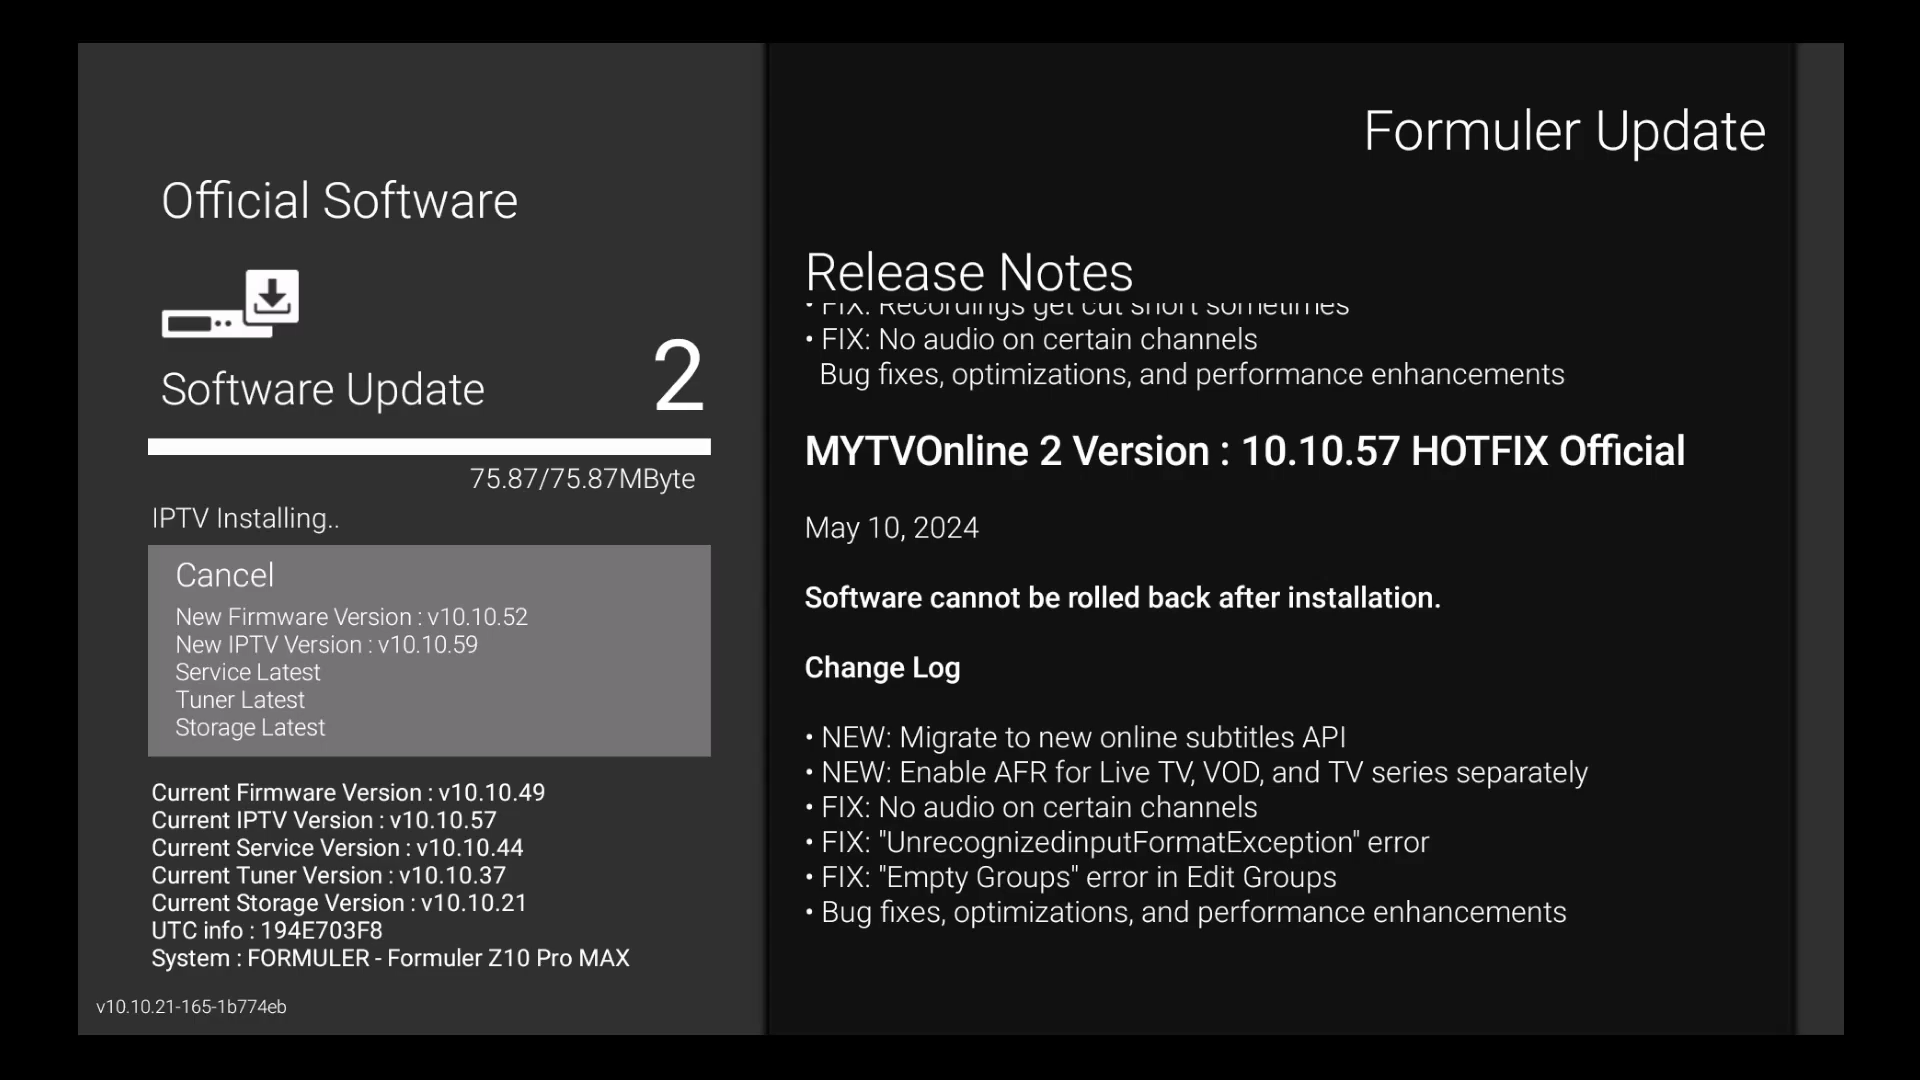 Formuler Update
Official Software
Software Update
2
75.87/75.87MByte
IPTV Installing..
Cancel
New Firmware Version : v10.10.52
New IPTV Version : v10.10.59
Service Latest
Tuner Latest
Storage Latest
Current Firmware Version : v10.10.49
Current IPTV Version : v10.10.57
Current Service Version : v10.10.44
Current Tuner Version : v10.10.37
Current Storage Version : v10.10.21
UTC info : 194E703F8
System : FORMULER - Formuler Z10 Pro MAX
v10.10.21-165-1b774eb
Release Notes
• FIX: Recordings get cut short sometimes
• FIX: No audio on certain channels
Bug fixes, optimizations, and performance enhancements
MYTVOnline 2 Version : 10.10.57 HOTFIX Official
May 10, 2024
Software cannot be rolled back after installation.
Change Log
• NEW: Migrate to new online subtitles API
• NEW: Enable AFR for Live TV, VOD, and TV series separately
• FIX: No audio on certain channels
• FIX: "UnrecognizedinputFormatException" error
• FIX: "Empty Groups" error in Edit Groups
• Bug fixes, optimizations, and performance enhancements